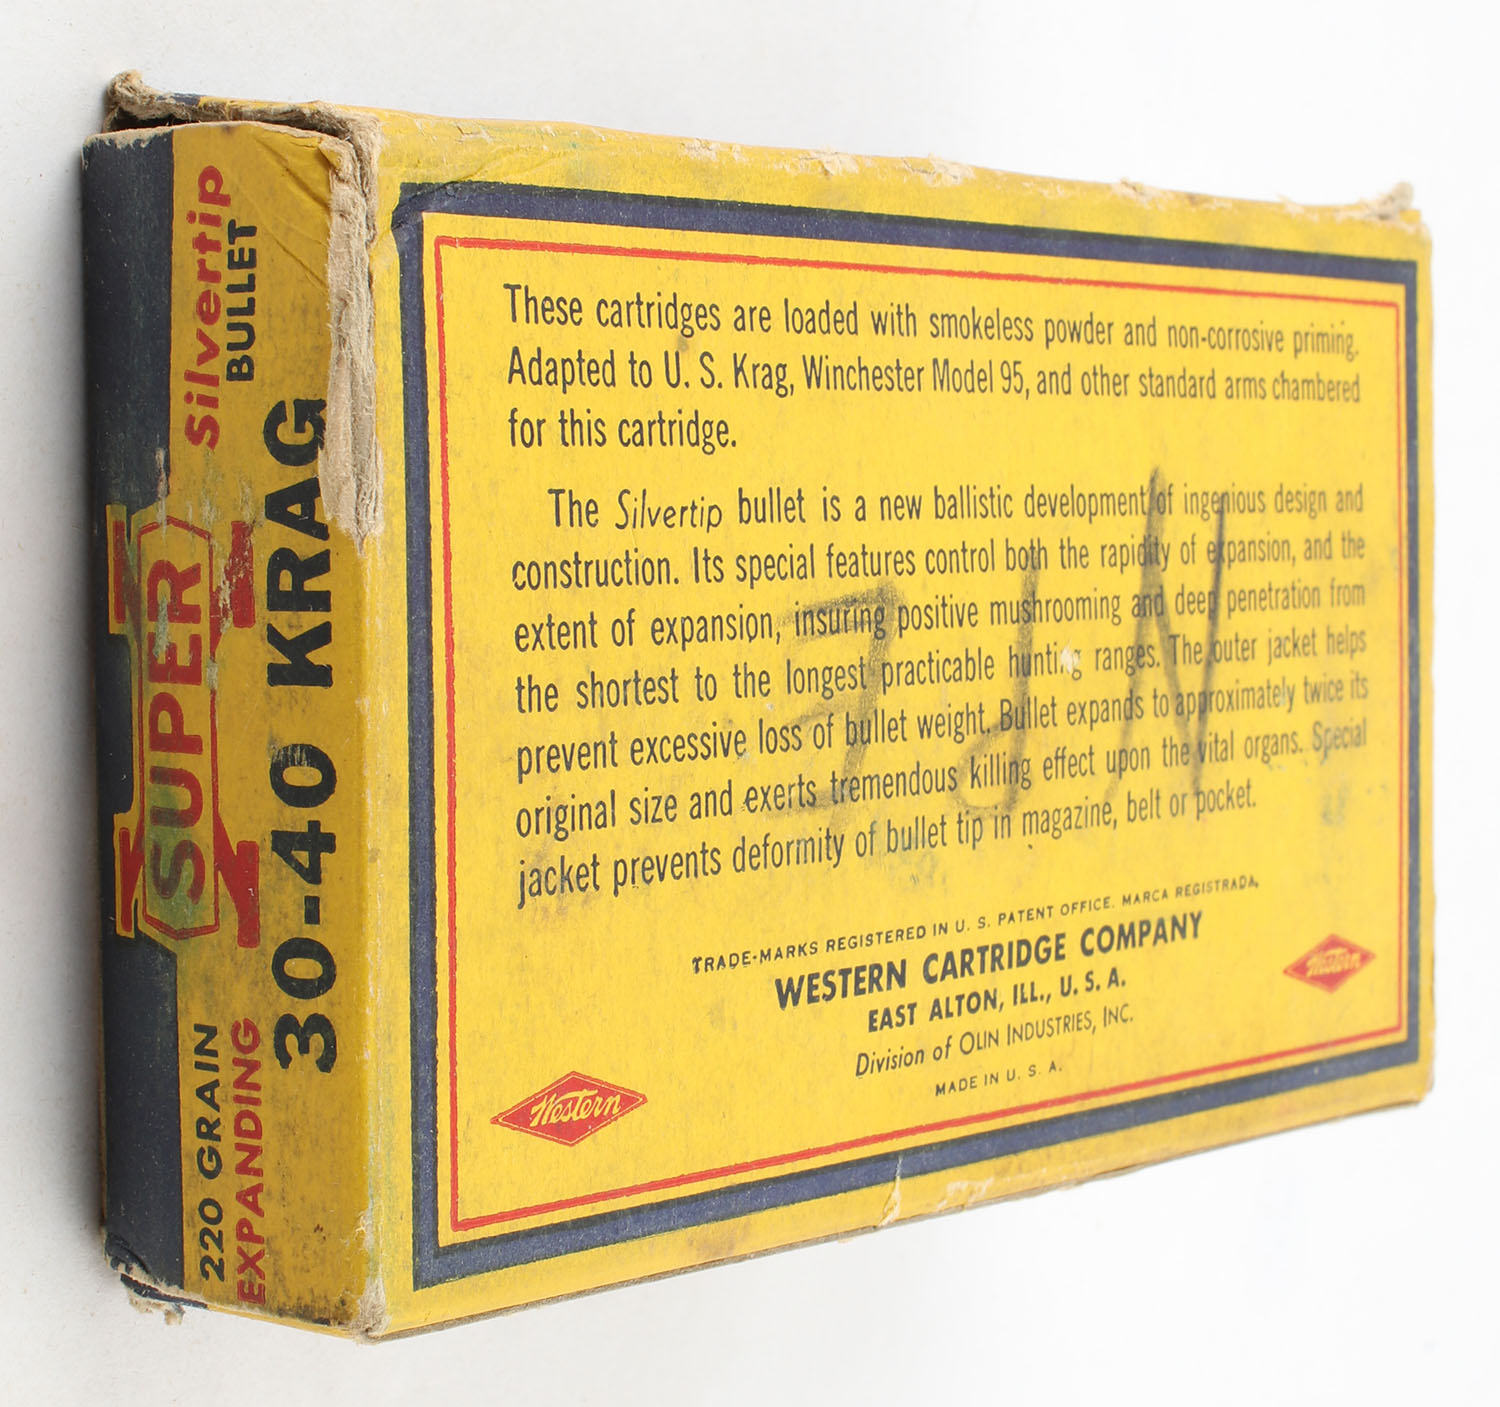 Silvertip
BULLET
SUPER X
30-40 KRAG
220 GRAIN
EXPANDING
These cartridges are loaded with smokeless powder and non-corrosive priming.
Adapted to U. S. Krag, Winchester Model 95, and other standard arms chambered
for this cartridge.
The Silvertip bullet is a new ballistic development of ingenious design and
construction. Its special features control both the rapidity of expansion, and the
extent of expansion, insuring positive mushrooming and deep penetration from
the shortest to the longest practicable hunting ranges. The outer jacket helps
prevent excessive loss of bullet weight. Bullet expands to approximately twice its
original size and exerts tremendous killing effect upon the vital organs. Special
jacket prevents deformity of bullet tip in magazine, belt or pocket.
TRADE-MARKS REGISTERED IN U. S. PATENT OFFICE. MARCA REGISTRADA.
WESTERN CARTRIDGE COMPANY
EAST ALTON, ILL., U. S. A.
Division of OLIN INDUSTRIES, INC.
MADE IN U. S. A.
Western
Western